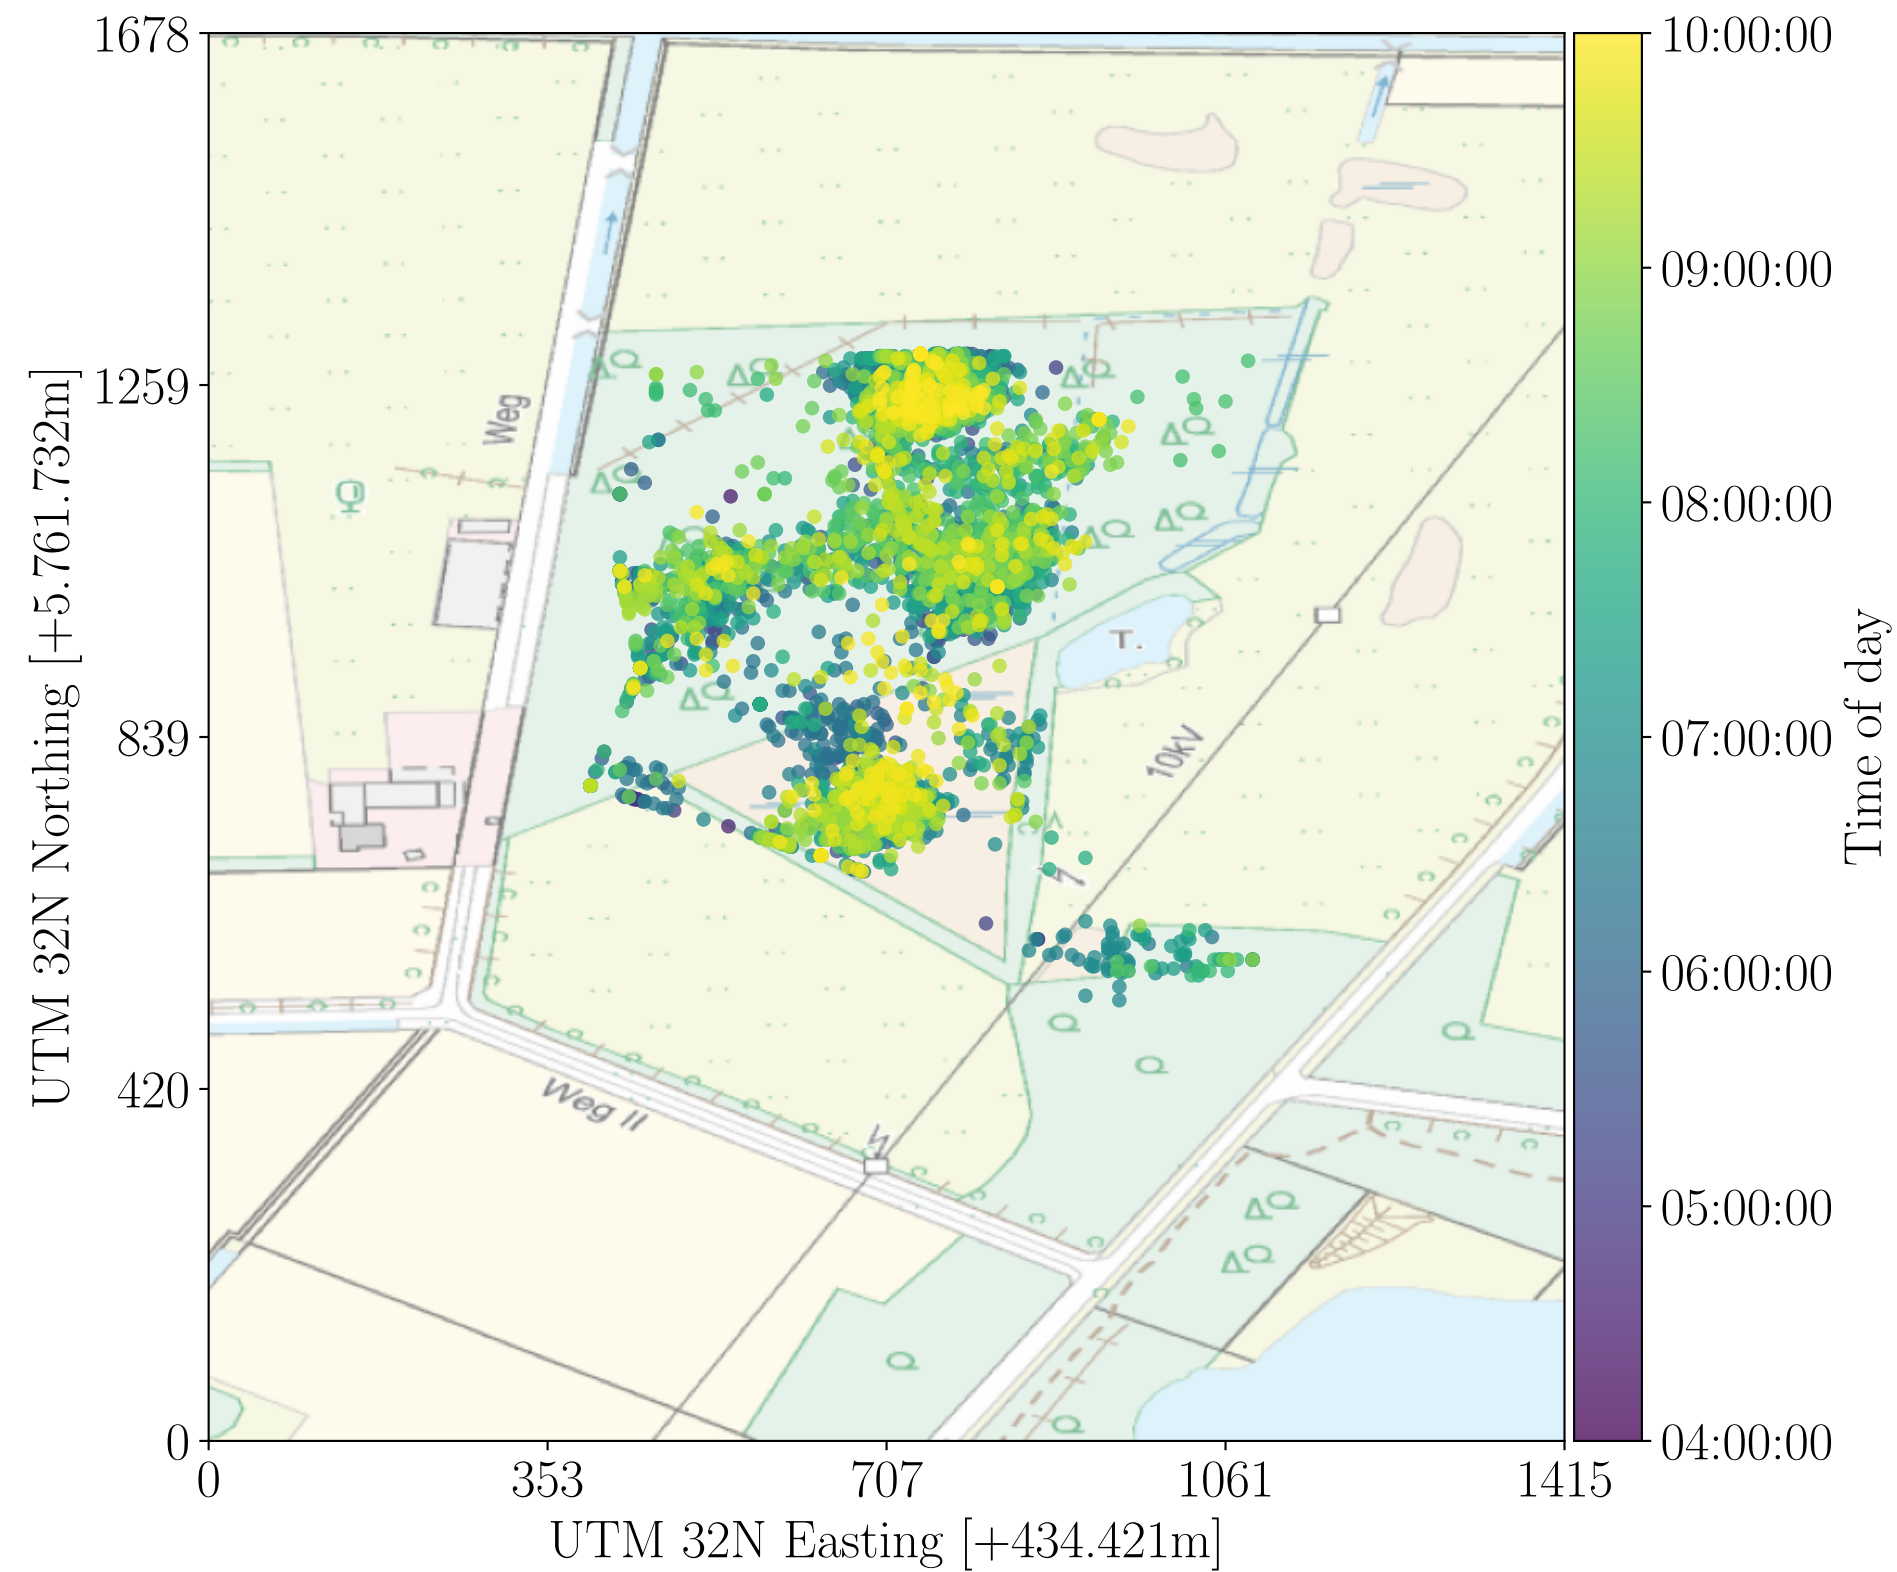 1678
1259
839
420
0
UTM 32N Northing [+5.761.732m]
0
353
707
1061
1415
UTM 32N Easting [+434.421m]
Weg
T.
10kV
Weg II
10:00:00
09:00:00
08:00:00
07:00:00
06:00:00
05:00:00
04:00:00
Time of day